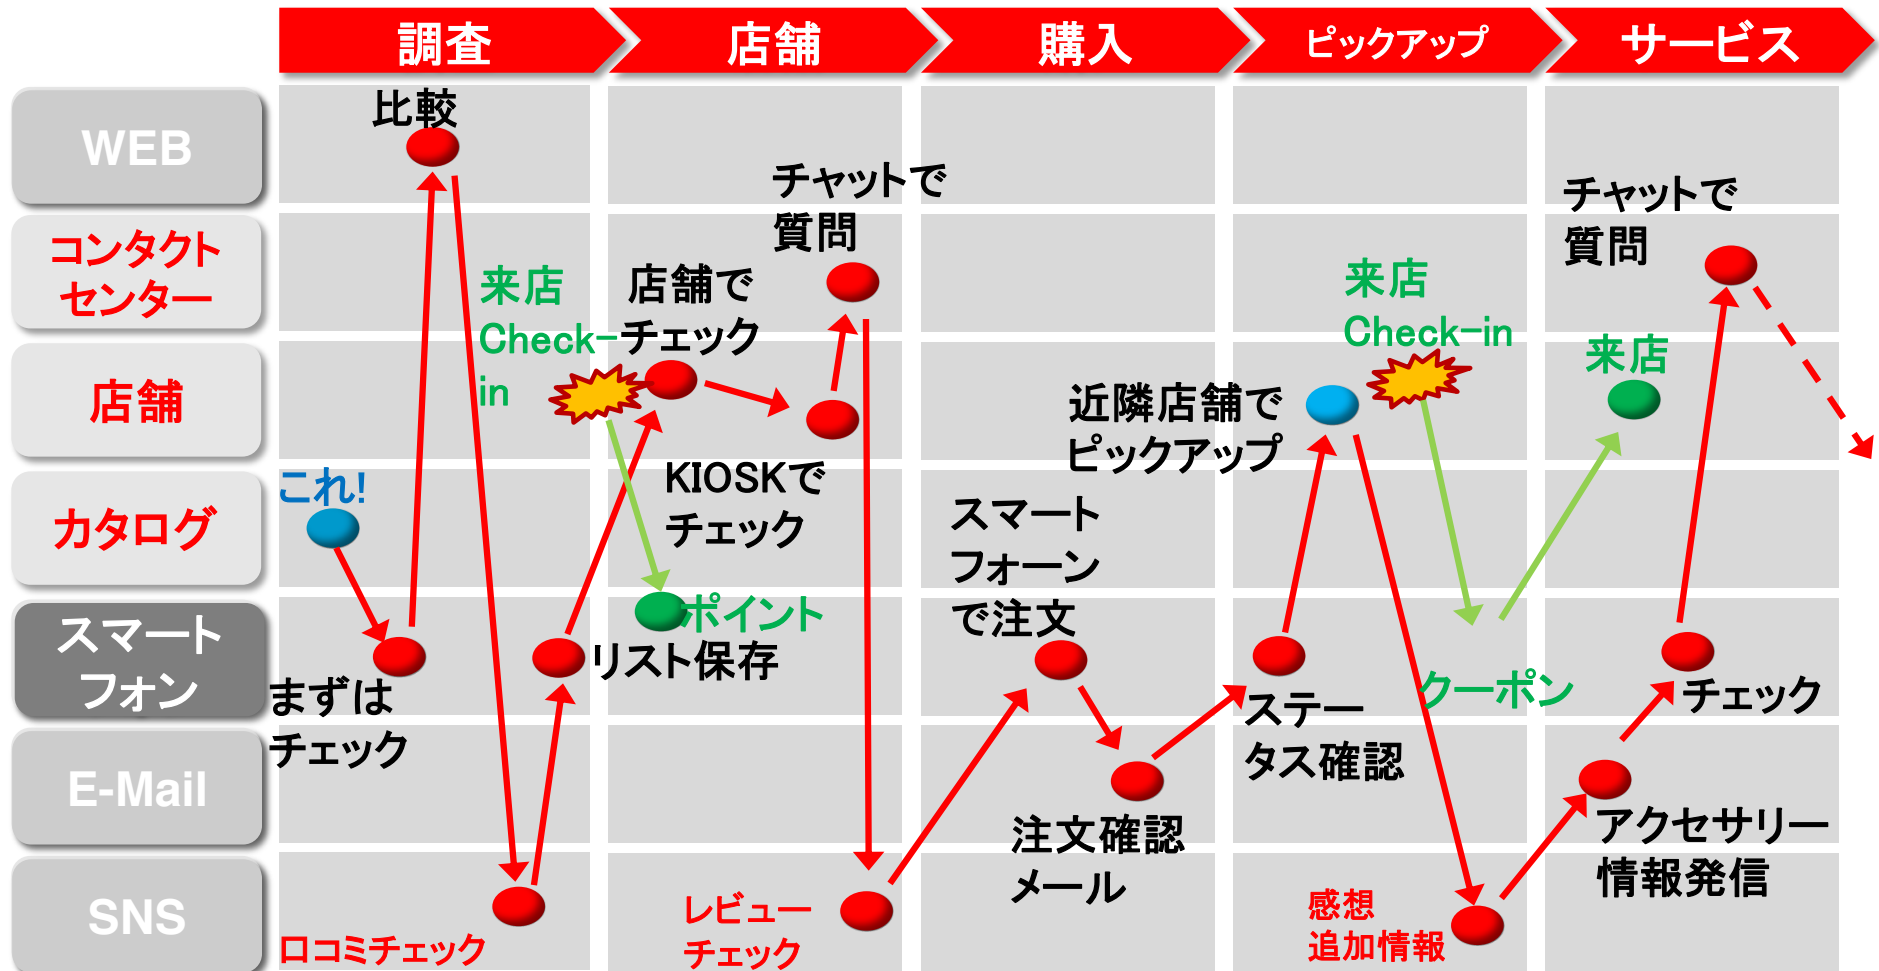 調査
店舗
購入
ピックアップ
サービス
WEB
コンタクト
センター
店舗
カタログ
スマート
フォン
E-Mail
SNS
比較
来店
Check-
in
これ!
まずは
チェック
口コミチェック
リスト保存
店舗で
チェック
チャットで
質問
KIOSKで
チェック
ポイント
レビュー
チェック
スマート
フォーン
で注文
注文確認
メール
近隣店舗で
ピックアップ
来店
Check-in
ステー
タス確認
クーポン
感想
追加情報
チャットで
質問
来店
チェック
アクセサリー
情報発信